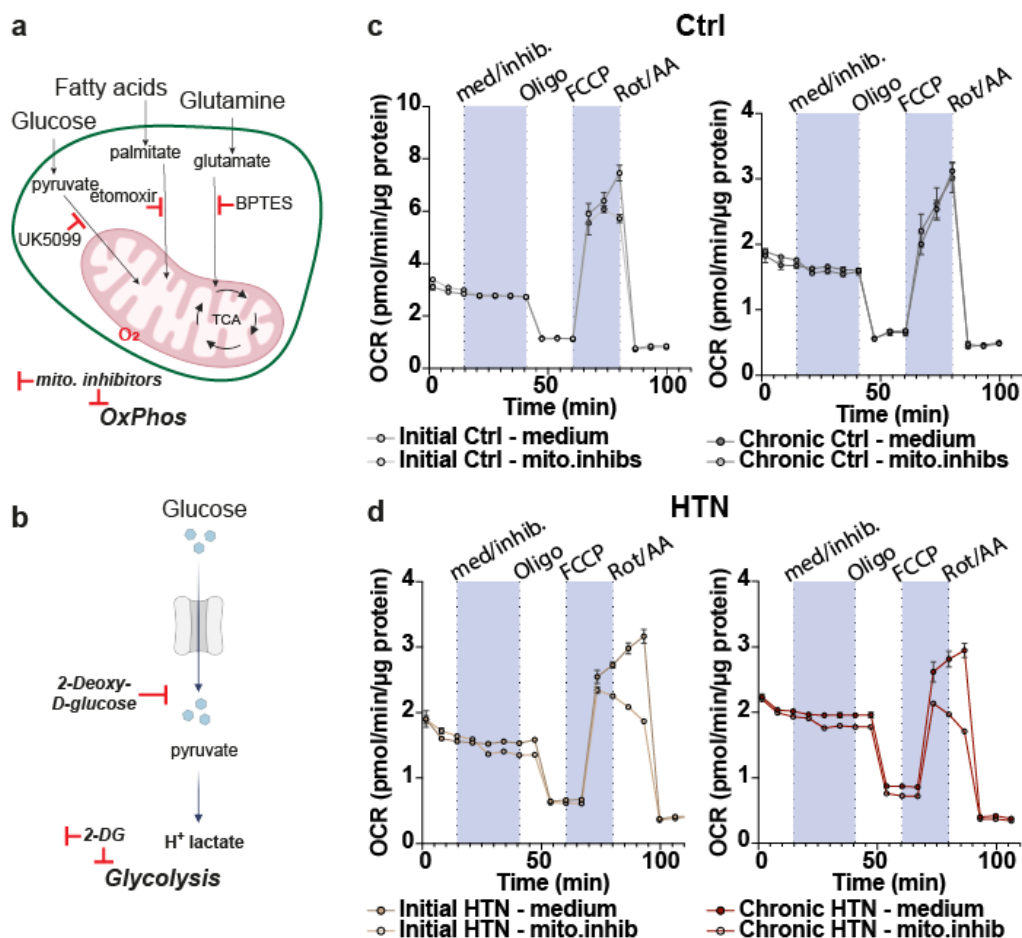 a
Fatty acids
Glutamine
Glucose
palmitate
glutamate
pyruvate
etomoxir
BPTES
UK5099
TCA
O₂
mito. inhibitors
OxPhos
b
Glucose
2-Deoxy-
D-glucose
pyruvate
2-DG
H⁺ lactate
Glycolysis
c
Ctrl
med/inhib.
Oligo
FCCP
Rot/AA
OCR (pmol/min/µg protein)
10
8
6
4
2
0
0
50
100
Time (min)
Initial Ctrl - medium
Initial Ctrl - mito.inhibs
med/inhib.
Oligo
FCCP
Rot/AA
OCR (pmol/min/µg protein)
4
3
2
1
0
0
50
100
Time (min)
Chronic Ctrl - medium
Chronic Ctrl - mito.inhibs
d
HTN
med/inhib.
Oligo
FCCP
Rot/AA
OCR (pmol/min/µg protein)
4
3
2
1
0
0
50
100
Time (min)
Initial HTN - medium
Initial HTN - mito.inhib
med/inhib.
Oligo
FCCP
Rot/AA
OCR (pmol/min/µg protein)
4
3
2
1
0
0
50
100
Time (min)
Chronic HTN - medium
Chronic HTN - mito.inhib